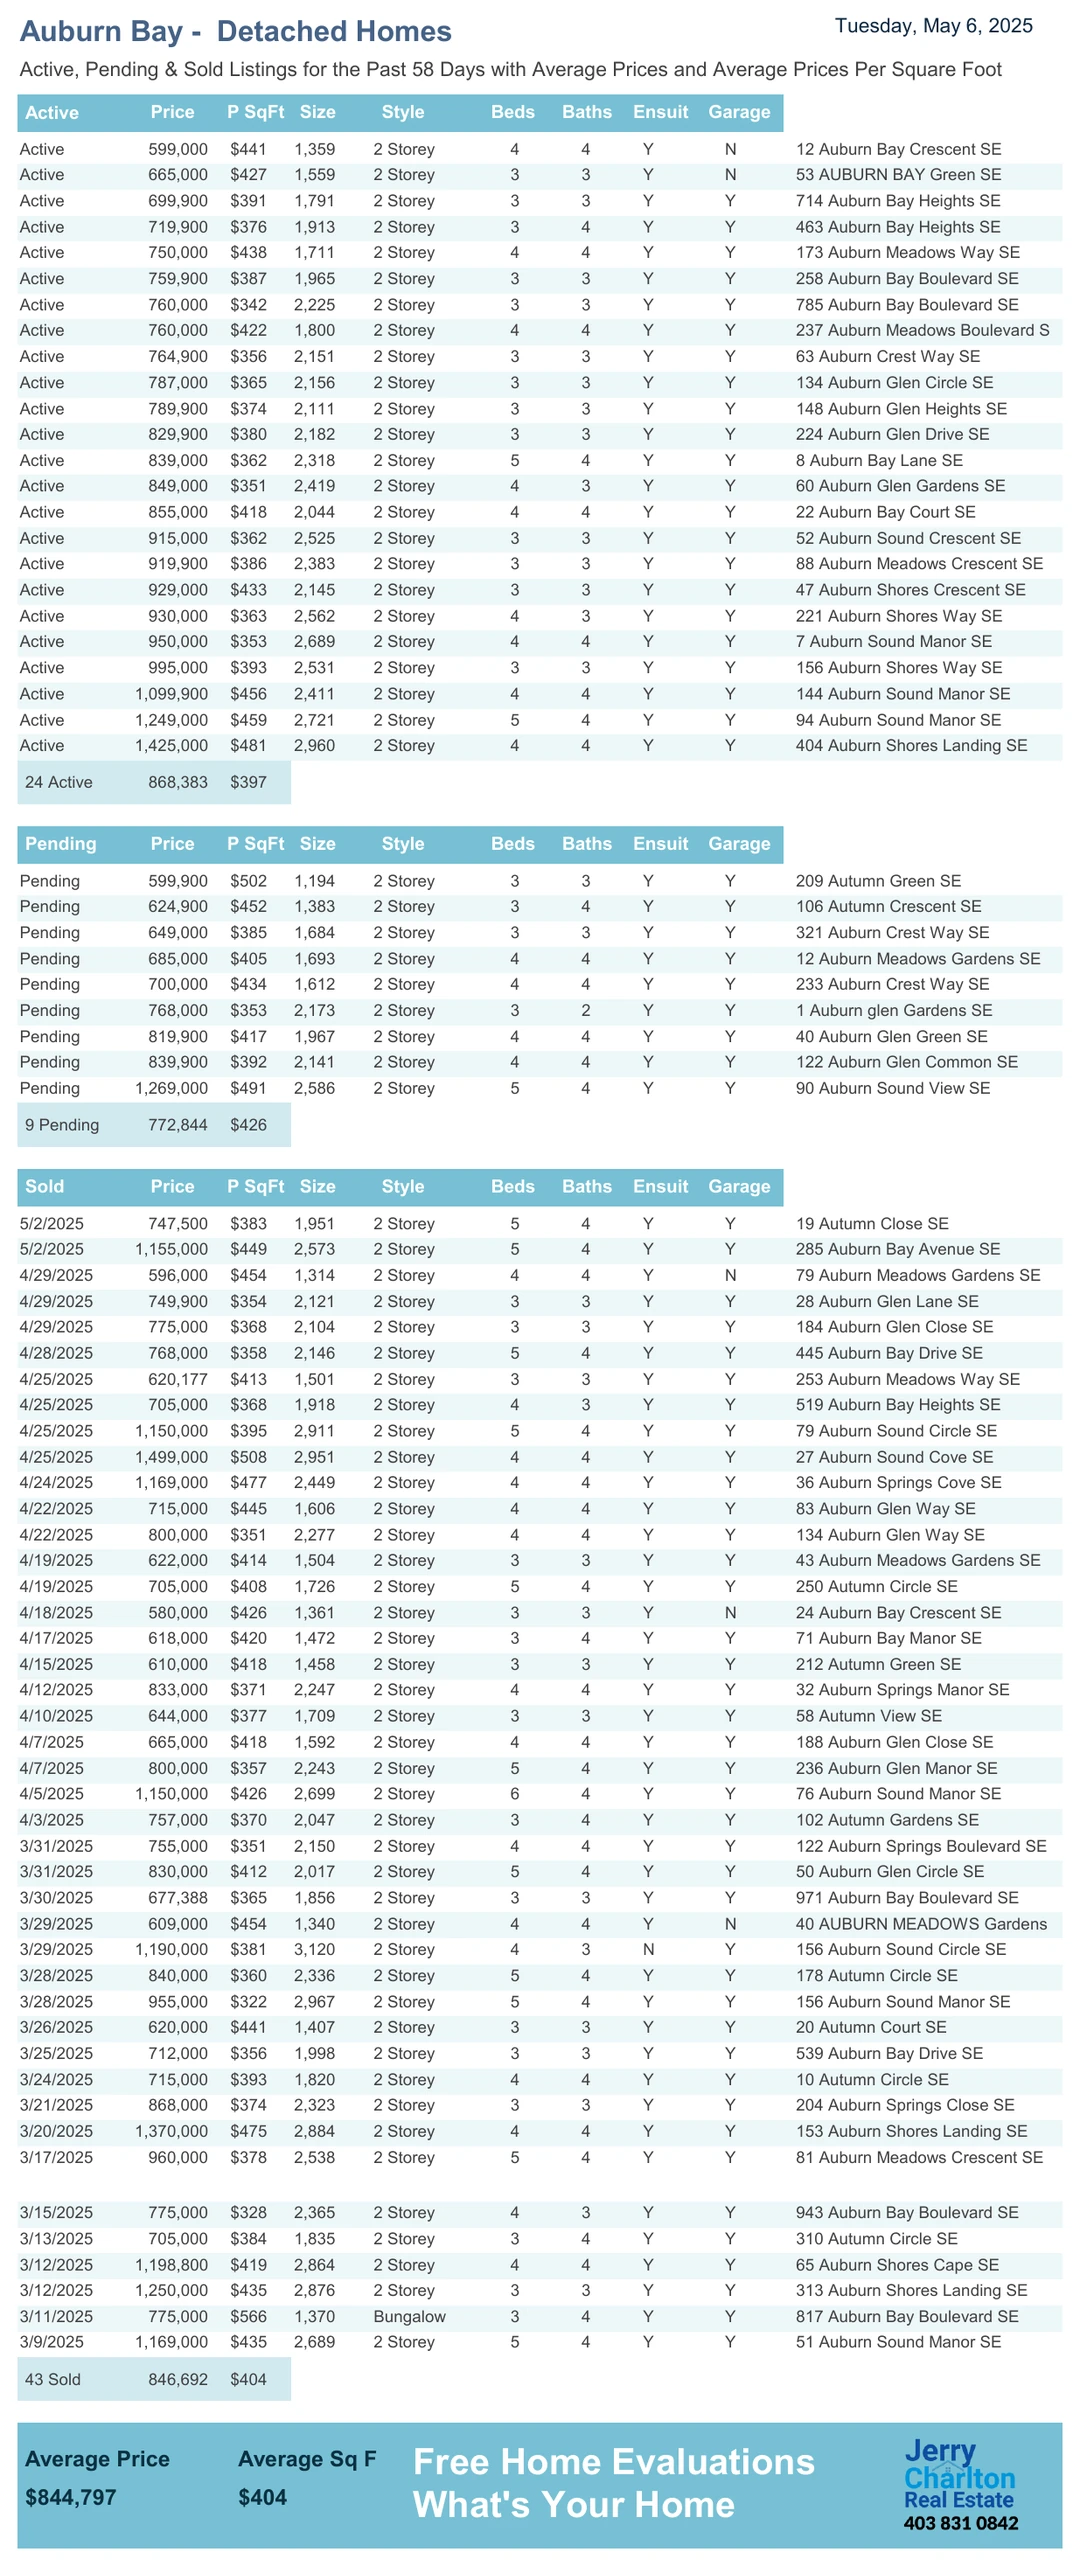 Auburn Bay - Detached Homes Tuesday, May 6, 2025
Active, Pending & Sold Listings for the Past 58 Days with Average Prices and Average Prices Per Square Foot
Active Price P SqFt Size Style Beds Baths Ensuit Garage
Active 599,000 $441 1,359 2 Storey 4 4 Y N 12 Auburn Bay Crescent SE
Active 665,000 $427 1,559 2 Storey 3 3 Y N 53 AUBURN BAY Green SE
Active 699,900 $391 1,791 2 Storey 3 3 Y Y 714 Auburn Bay Heights SE
Active 719,900 $376 1,913 2 Storey 3 4 Y Y 463 Auburn Bay Heights SE
Active 750,000 $438 1,711 2 Storey 4 4 Y Y 173 Auburn Meadows Way SE
Active 759,900 $387 1,965 2 Storey 3 3 Y Y 258 Auburn Bay Boulevard SE
Active 760,000 $342 2,225 2 Storey 3 3 Y Y 785 Auburn Bay Boulevard SE
Active 760,000 $422 1,800 2 Storey 4 4 Y Y 237 Auburn Meadows Boulevard S
Active 764,900 $356 2,151 2 Storey 3 3 Y Y 63 Auburn Crest Way SE
Active 787,000 $365 2,156 2 Storey 3 3 Y Y 134 Auburn Glen Circle SE
Active 789,900 $374 2,111 2 Storey 3 3 Y Y 148 Auburn Glen Heights SE
Active 829,900 $380 2,182 2 Storey 3 3 Y Y 224 Auburn Glen Drive SE
Active 839,000 $362 2,318 2 Storey 5 4 Y Y 8 Auburn Bay Lane SE
Active 849,000 $351 2,419 2 Storey 4 3 Y Y 60 Auburn Glen Gardens SE
Active 855,000 $418 2,044 2 Storey 4 4 Y Y 22 Auburn Bay Court SE
Active 915,000 $362 2,525 2 Storey 3 3 Y Y 52 Auburn Sound Crescent SE
Active 919,900 $386 2,383 2 Storey 3 3 Y Y 88 Auburn Meadows Crescent SE
Active 929,000 $433 2,145 2 Storey 3 3 Y Y 47 Auburn Shores Crescent SE
Active 930,000 $363 2,562 2 Storey 4 3 Y Y 221 Auburn Shores Way SE
Active 950,000 $353 2,689 2 Storey 4 4 Y Y 7 Auburn Sound Manor SE
Active 995,000 $393 2,531 2 Storey 3 3 Y Y 156 Auburn Shores Way SE
Active 1,099,900 $456 2,411 2 Storey 4 4 Y Y 144 Auburn Sound Manor SE
Active 1,249,000 $459 2,721 2 Storey 5 4 Y Y 94 Auburn Sound Manor SE
Active 1,425,000 $481 2,960 2 Storey 4 4 Y Y 404 Auburn Shores Landing SE
24 Active 868,383 $397
Pending Price P SqFt Size Style Beds Baths Ensuit Garage
Pending 599,900 $502 1,194 2 Storey 3 3 Y Y 209 Autumn Green SE
Pending 624,900 $452 1,383 2 Storey 3 4 Y Y 106 Autumn Crescent SE
Pending 649,000 $385 1,684 2 Storey 3 3 Y Y 321 Auburn Crest Way SE
Pending 685,000 $405 1,693 2 Storey 4 4 Y Y 12 Auburn Meadows Gardens SE
Pending 700,000 $434 1,612 2 Storey 4 4 Y Y 233 Auburn Crest Way SE
Pending 768,000 $353 2,173 2 Storey 3 2 Y Y 1 Auburn glen Gardens SE
Pending 819,900 $417 1,967 2 Storey 4 4 Y Y 40 Auburn Glen Green SE
Pending 839,900 $392 2,141 2 Storey 4 4 Y Y 122 Auburn Glen Common SE
Pending 1,269,000 $491 2,586 2 Storey 5 4 Y Y 90 Auburn Sound View SE
9 Pending 772,844 $426
Sold Price P SqFt Size Style Beds Baths Ensuit Garage
5/2/2025 747,500 $383 1,951 2 Storey 5 4 Y Y 19 Autumn Close SE
5/2/2025 1,155,000 $449 2,573 2 Storey 5 4 Y Y 285 Auburn Bay Avenue SE
4/29/2025 596,000 $454 1,314 2 Storey 4 4 Y N 79 Auburn Meadows Gardens SE
4/29/2025 749,900 $354 2,121 2 Storey 3 3 Y Y 28 Auburn Glen Lane SE
4/29/2025 775,000 $368 2,104 2 Storey 3 3 Y Y 184 Auburn Glen Close SE
4/28/2025 768,000 $358 2,146 2 Storey 5 4 Y Y 445 Auburn Bay Drive SE
4/25/2025 620,177 $413 1,501 2 Storey 3 3 Y Y 253 Auburn Meadows Way SE
4/25/2025 705,000 $368 1,918 2 Storey 4 3 Y Y 519 Auburn Bay Heights SE
4/25/2025 1,150,000 $395 2,911 2 Storey 5 4 Y Y 79 Auburn Sound Circle SE
4/25/2025 1,499,000 $508 2,951 2 Storey 4 4 Y Y 27 Auburn Sound Cove SE
4/24/2025 1,169,000 $477 2,449 2 Storey 4 4 Y Y 36 Auburn Springs Cove SE
4/22/2025 715,000 $445 1,606 2 Storey 4 4 Y Y 83 Auburn Glen Way SE
4/22/2025 800,000 $351 2,277 2 Storey 4 4 Y Y 134 Auburn Glen Way SE
4/19/2025 622,000 $414 1,504 2 Storey 3 3 Y Y 43 Auburn Meadows Gardens SE
4/19/2025 705,000 $408 1,726 2 Storey 5 4 Y Y 250 Autumn Circle SE
4/18/2025 580,000 $426 1,361 2 Storey 3 3 Y N 24 Auburn Bay Crescent SE
4/17/2025 618,000 $420 1,472 2 Storey 3 4 Y Y 71 Auburn Bay Manor SE
4/15/2025 610,000 $418 1,458 2 Storey 3 3 Y Y 212 Autumn Green SE
4/12/2025 833,000 $371 2,247 2 Storey 4 4 Y Y 32 Auburn Springs Manor SE
4/10/2025 644,000 $377 1,709 2 Storey 3 3 Y Y 58 Autumn View SE
4/7/2025 665,000 $418 1,592 2 Storey 4 4 Y Y 188 Auburn Glen Close SE
4/7/2025 800,000 $357 2,243 2 Storey 5 4 Y Y 236 Auburn Glen Manor SE
4/5/2025 1,150,000 $426 2,699 2 Storey 6 4 Y Y 76 Auburn Sound Manor SE
4/3/2025 757,000 $370 2,047 2 Storey 3 4 Y Y 102 Autumn Gardens SE
3/31/2025 755,000 $351 2,150 2 Storey 4 4 Y Y 122 Auburn Springs Boulevard SE
3/31/2025 830,000 $412 2,017 2 Storey 5 4 Y Y 50 Auburn Glen Circle SE
3/30/2025 677,388 $365 1,856 2 Storey 3 3 Y Y 971 Auburn Bay Boulevard SE
3/29/2025 609,000 $454 1,340 2 Storey 4 4 Y N 40 AUBURN MEADOWS Gardens
3/29/2025 1,190,000 $381 3,120 2 Storey 4 3 N Y 156 Auburn Sound Circle SE
3/28/2025 840,000 $360 2,336 2 Storey 5 4 Y Y 178 Autumn Circle SE
3/28/2025 955,000 $322 2,967 2 Storey 5 4 Y Y 156 Auburn Sound Manor SE
3/26/2025 620,000 $441 1,407 2 Storey 3 3 Y Y 20 Autumn Court SE
3/25/2025 712,000 $356 1,998 2 Storey 3 3 Y Y 539 Auburn Bay Drive SE
3/24/2025 715,000 $393 1,820 2 Storey 4 4 Y Y 10 Autumn Circle SE
3/21/2025 868,000 $374 2,323 2 Storey 3 3 Y Y 204 Auburn Springs Close SE
3/20/2025 1,370,000 $475 2,884 2 Storey 4 4 Y Y 153 Auburn Shores Landing SE
3/17/2025 960,000 $378 2,538 2 Storey 5 4 Y Y 81 Auburn Meadows Crescent SE
3/15/2025 775,000 $328 2,365 2 Storey 4 3 Y Y 943 Auburn Bay Boulevard SE
3/13/2025 705,000 $384 1,835 2 Storey 3 4 Y Y 310 Autumn Circle SE
3/12/2025 1,198,800 $419 2,864 2 Storey 4 4 Y Y 65 Auburn Shores Cape SE
3/12/2025 1,250,000 $435 2,876 2 Storey 3 3 Y Y 313 Auburn Shores Landing SE
3/11/2025 775,000 $566 1,370 Bungalow 3 4 Y Y 817 Auburn Bay Boulevard SE
3/9/2025 1,169,000 $435 2,689 2 Storey 5 4 Y Y 51 Auburn Sound Manor SE
43 Sold 846,692 $404
Average Price Average Sq F
$844,797 $404
Free Home Evaluations
What's Your Home
Jerry
Charlton
Real Estate
403 831 0842